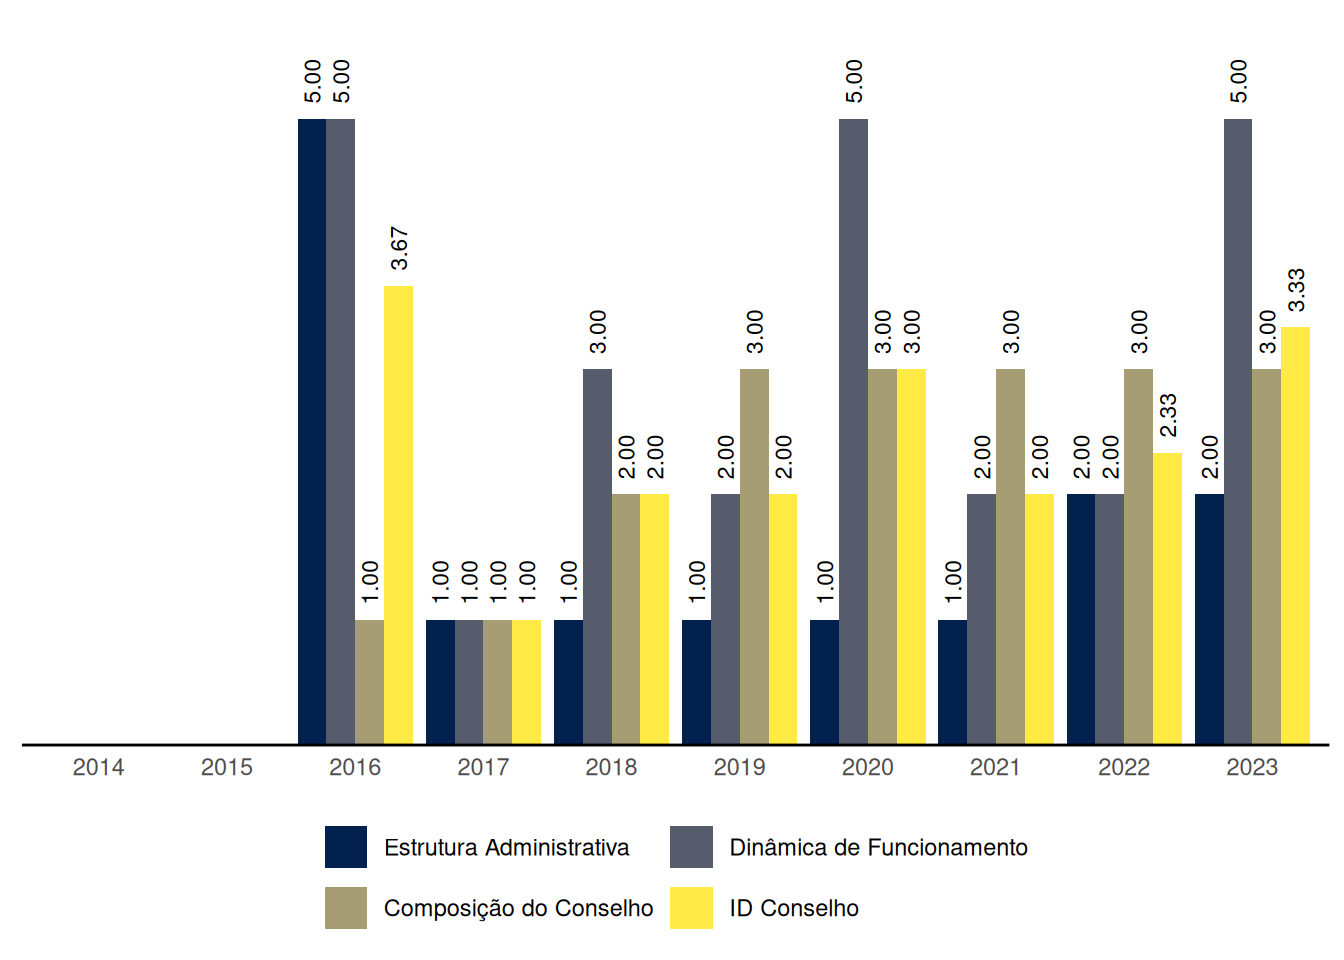 5.00 5.00 1.00 3.67
1.00 1.00 1.00 1.00
1.00 3.00 2.00 2.00
1.00 2.00 3.00 2.00
1.00 5.00 3.00 3.00
1.00 2.00 3.00 2.00
2.00 2.00 3.00 2.33
2.00 5.00 3.00 3.33
2014 2015 2016 2017 2018 2019 2020 2021 2022 2023
Estrutura Administrativa Dinâmica de Funcionamento
Composição do Conselho ID Conselho